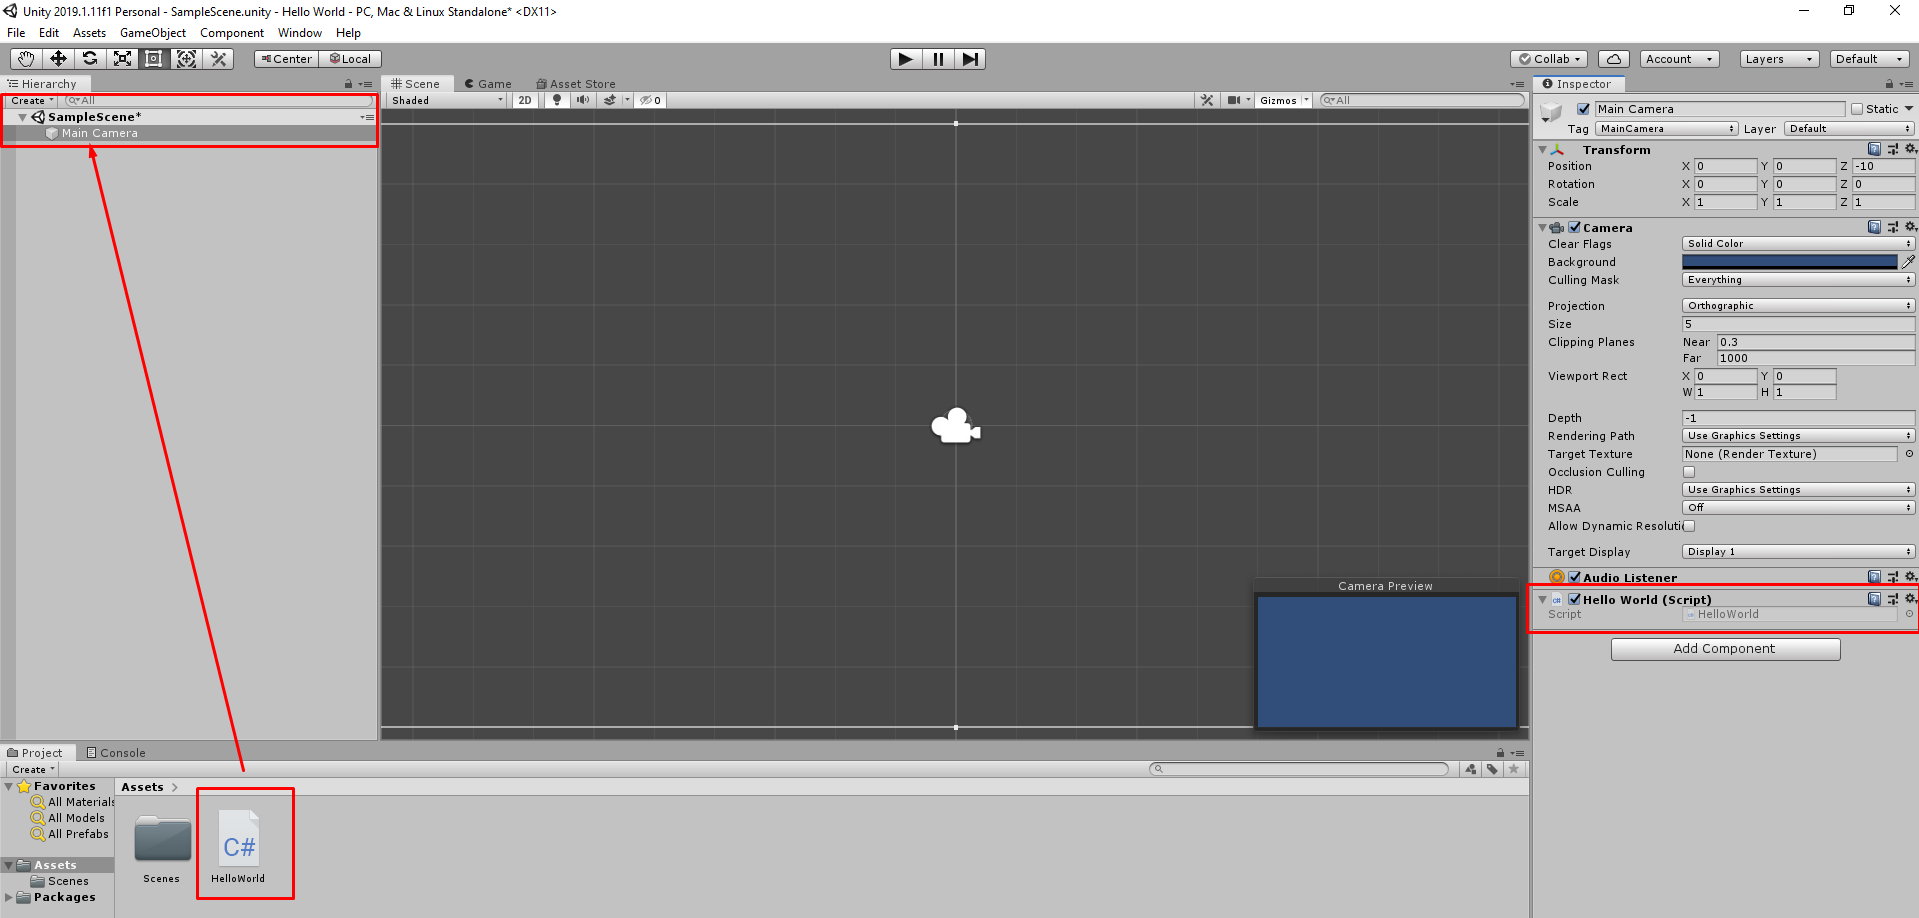 Unity 2019.1.11f1 Personal - SampleScene.unity - Hello World - PC, Mac & Linux Standalone* <DX11>
File Edit Assets GameObject Component Window Help
Center Local
Collab Account Layers Default
Hierarchy
Create All
SampleScene*
Main Camera
Scene Game Asset Store
Shaded 2D 0 Gizmos All
Inspector
Main Camera Static
Tag MainCamera Layer Default
Transform
Position X 0 Y 0 Z -10
Rotation X 0 Y 0 Z 0
Scale X 1 Y 1 Z 1
Camera
Clear Flags Solid Color
Background
Culling Mask Everything
Projection Orthographic
Size 5
Clipping Planes Near 0.3
Far 1000
Viewport Rect X 0 Y 0
W 1 H 1
Depth -1
Rendering Path Use Graphics Settings
Target Texture None (Render Texture)
Occlusion Culling
HDR Use Graphics Settings
MSAA Off
Allow Dynamic Resoluti
Target Display Display 1
Audio Listener
Hello World (Script)
Script HelloWorld
Add Component
Camera Preview
Project Console
Create
Favorites
All Materials
All Models
All Prefabs
Assets
Scenes
Packages
Assets
C#
Scenes HelloWorld